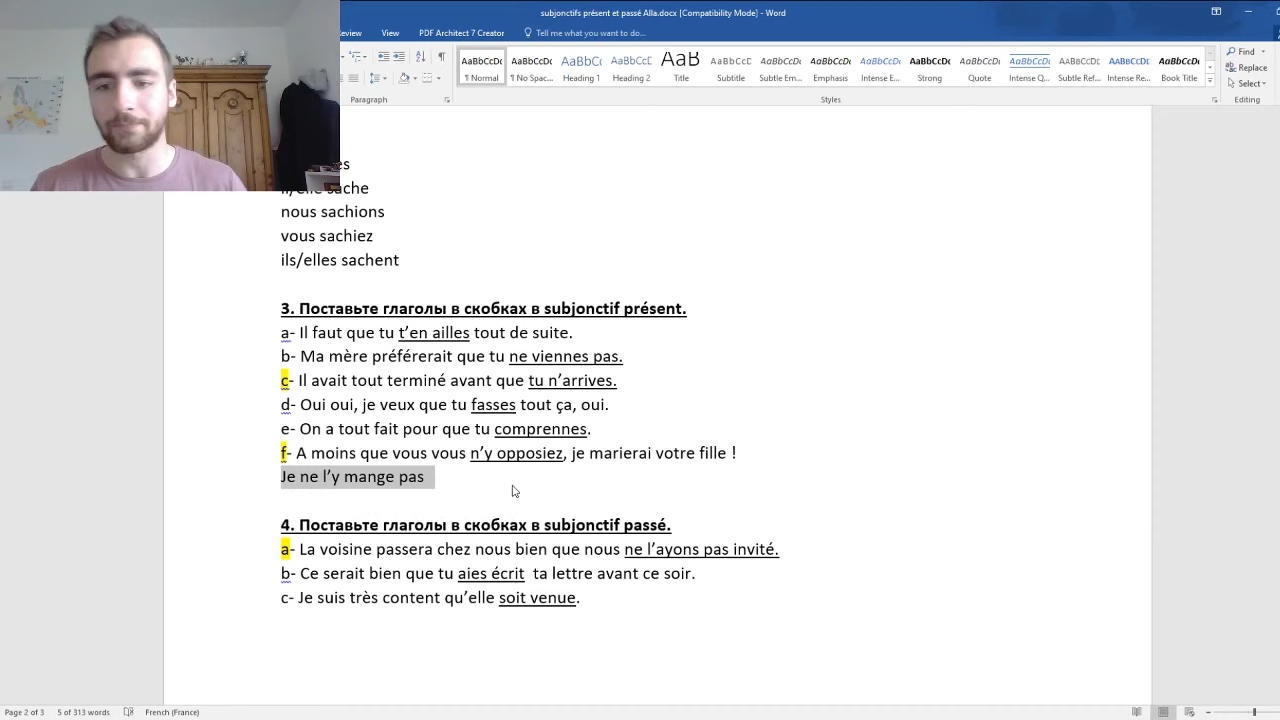 subjonctifs présent et passé Alla.docx [Compatibility Mode] - Word
View PDF Architect 7 Creator Tell me what you want to do...
AaBbCcDc AaBbCcDc AaBbCc AaBbCcD AaB AaBbCcD AaBbCcDc AaBbCcDc AaBbCcDc AaBbCcDc AaBbCcDc AaBbCcDc AaBbCcDc AaBbCcDc AaBbCcDc
¶ Normal ¶ No Spac... Heading 1 Heading 2 Title Subtitle Subtle Em... Emphasis Intense E... Strong Quote Intense Q... Subtle Ref... Intense Re... Book Title
Find
Replace
Select
Paragraph Styles Editing
es
il/elle sache
nous sachions
vous sachiez
ils/elles sachent
3. Поставьте глаголы в скобках в subjonctif présent.
a- Il faut que tu t’en ailles tout de suite.
b- Ma mère préférerait que tu ne viennes pas.
c- Il avait tout terminé avant que tu n’arrives.
d- Oui oui, je veux que tu fasses tout ça, oui.
e- On a tout fait pour que tu comprennes.
f- A moins que vous vous n’y opposiez, je marierai votre fille !
Je ne l’y mange pas
4. Поставьте глаголы в скобках в subjonctif passé.
a- La voisine passera chez nous bien que nous ne l’ayons pas invité.
b- Ce serait bien que tu aies écrit ta lettre avant ce soir.
c- Je suis très content qu’elle soit venue.
Page 2 of 3 5 of 313 words French (France)